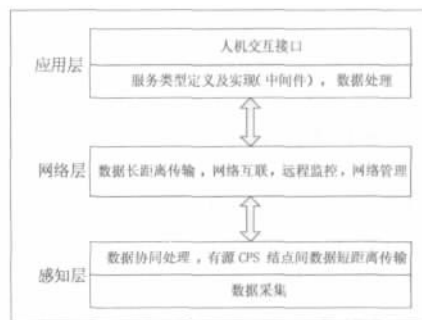 人机交互接口
应用层
服务类型定义及实现(中间件)，数据处理
网络层
数据长距离传输，网络互联，远程监控，网络管理
数据协同处理，有源 CPS 结点间数据短距离传输
感知层
数据采集